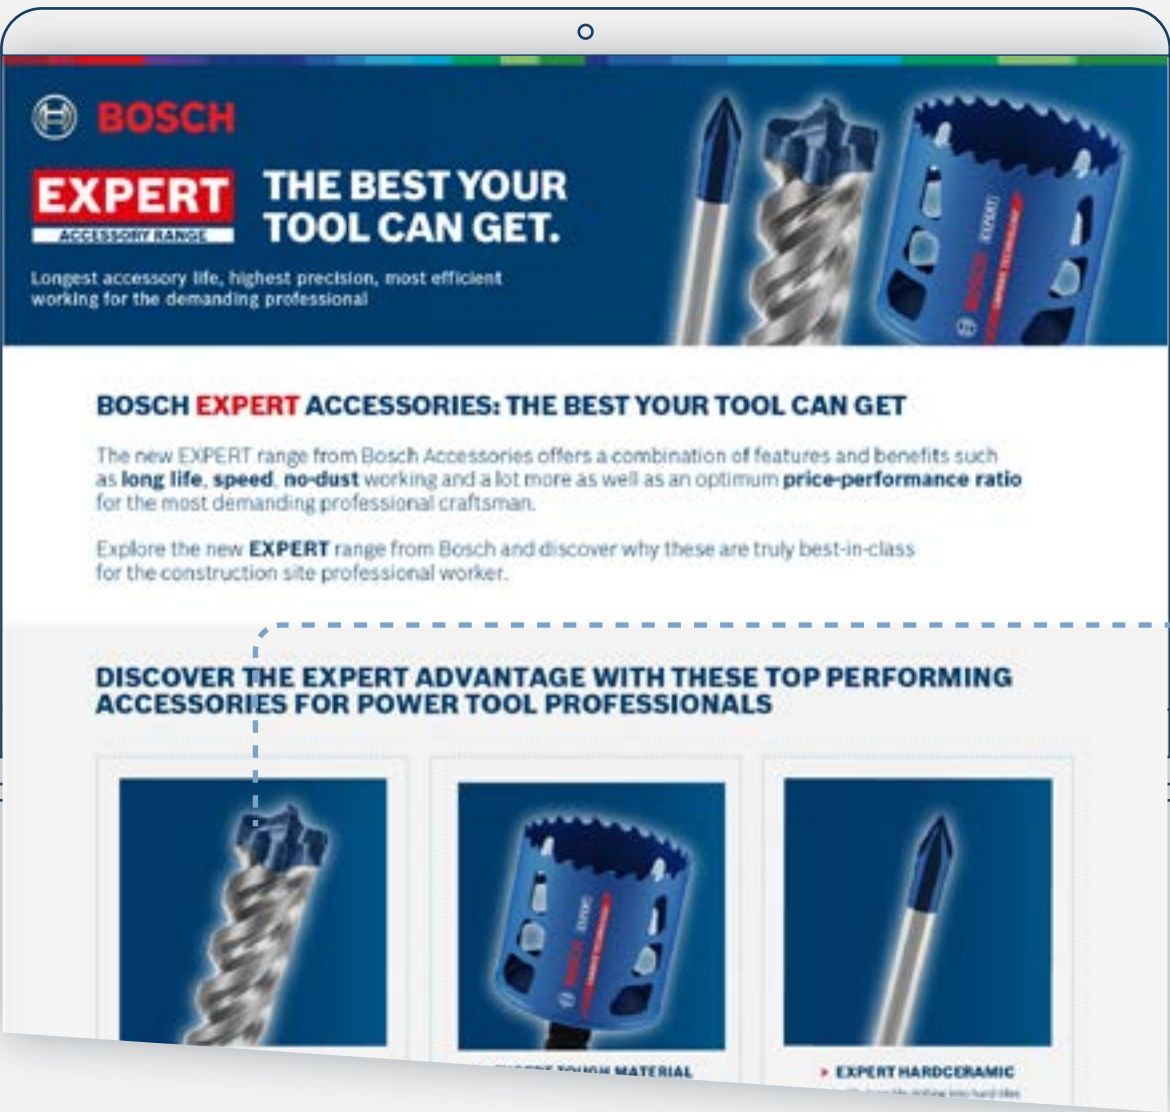 BOSCH
EXPERT
ACCESSORY RANGE
THE BEST YOUR
TOOL CAN GET.
Longest accessory life, highest precision, most efficient
working for the demanding professional
BOSCH EXPERT
BOSCH EXPERT ACCESSORIES: THE BEST YOUR TOOL CAN GET
The new EXPERT range from Bosch Accessories offers a combination of features and benefits such
as long life, speed, no-dust working and a lot more as well as an optimum price-performance ratio
for the most demanding professional craftsman.
Explore the new EXPERT range from Bosch and discover why these are truly best-in-class
for the construction site professional worker.
DISCOVER THE EXPERT ADVANTAGE WITH THESE TOP PERFORMING
ACCESSORIES FOR POWER TOOL PROFESSIONALS
BOSCH EXPERT
TOUGH MATERIAL
EXPERT HARDCERAMIC